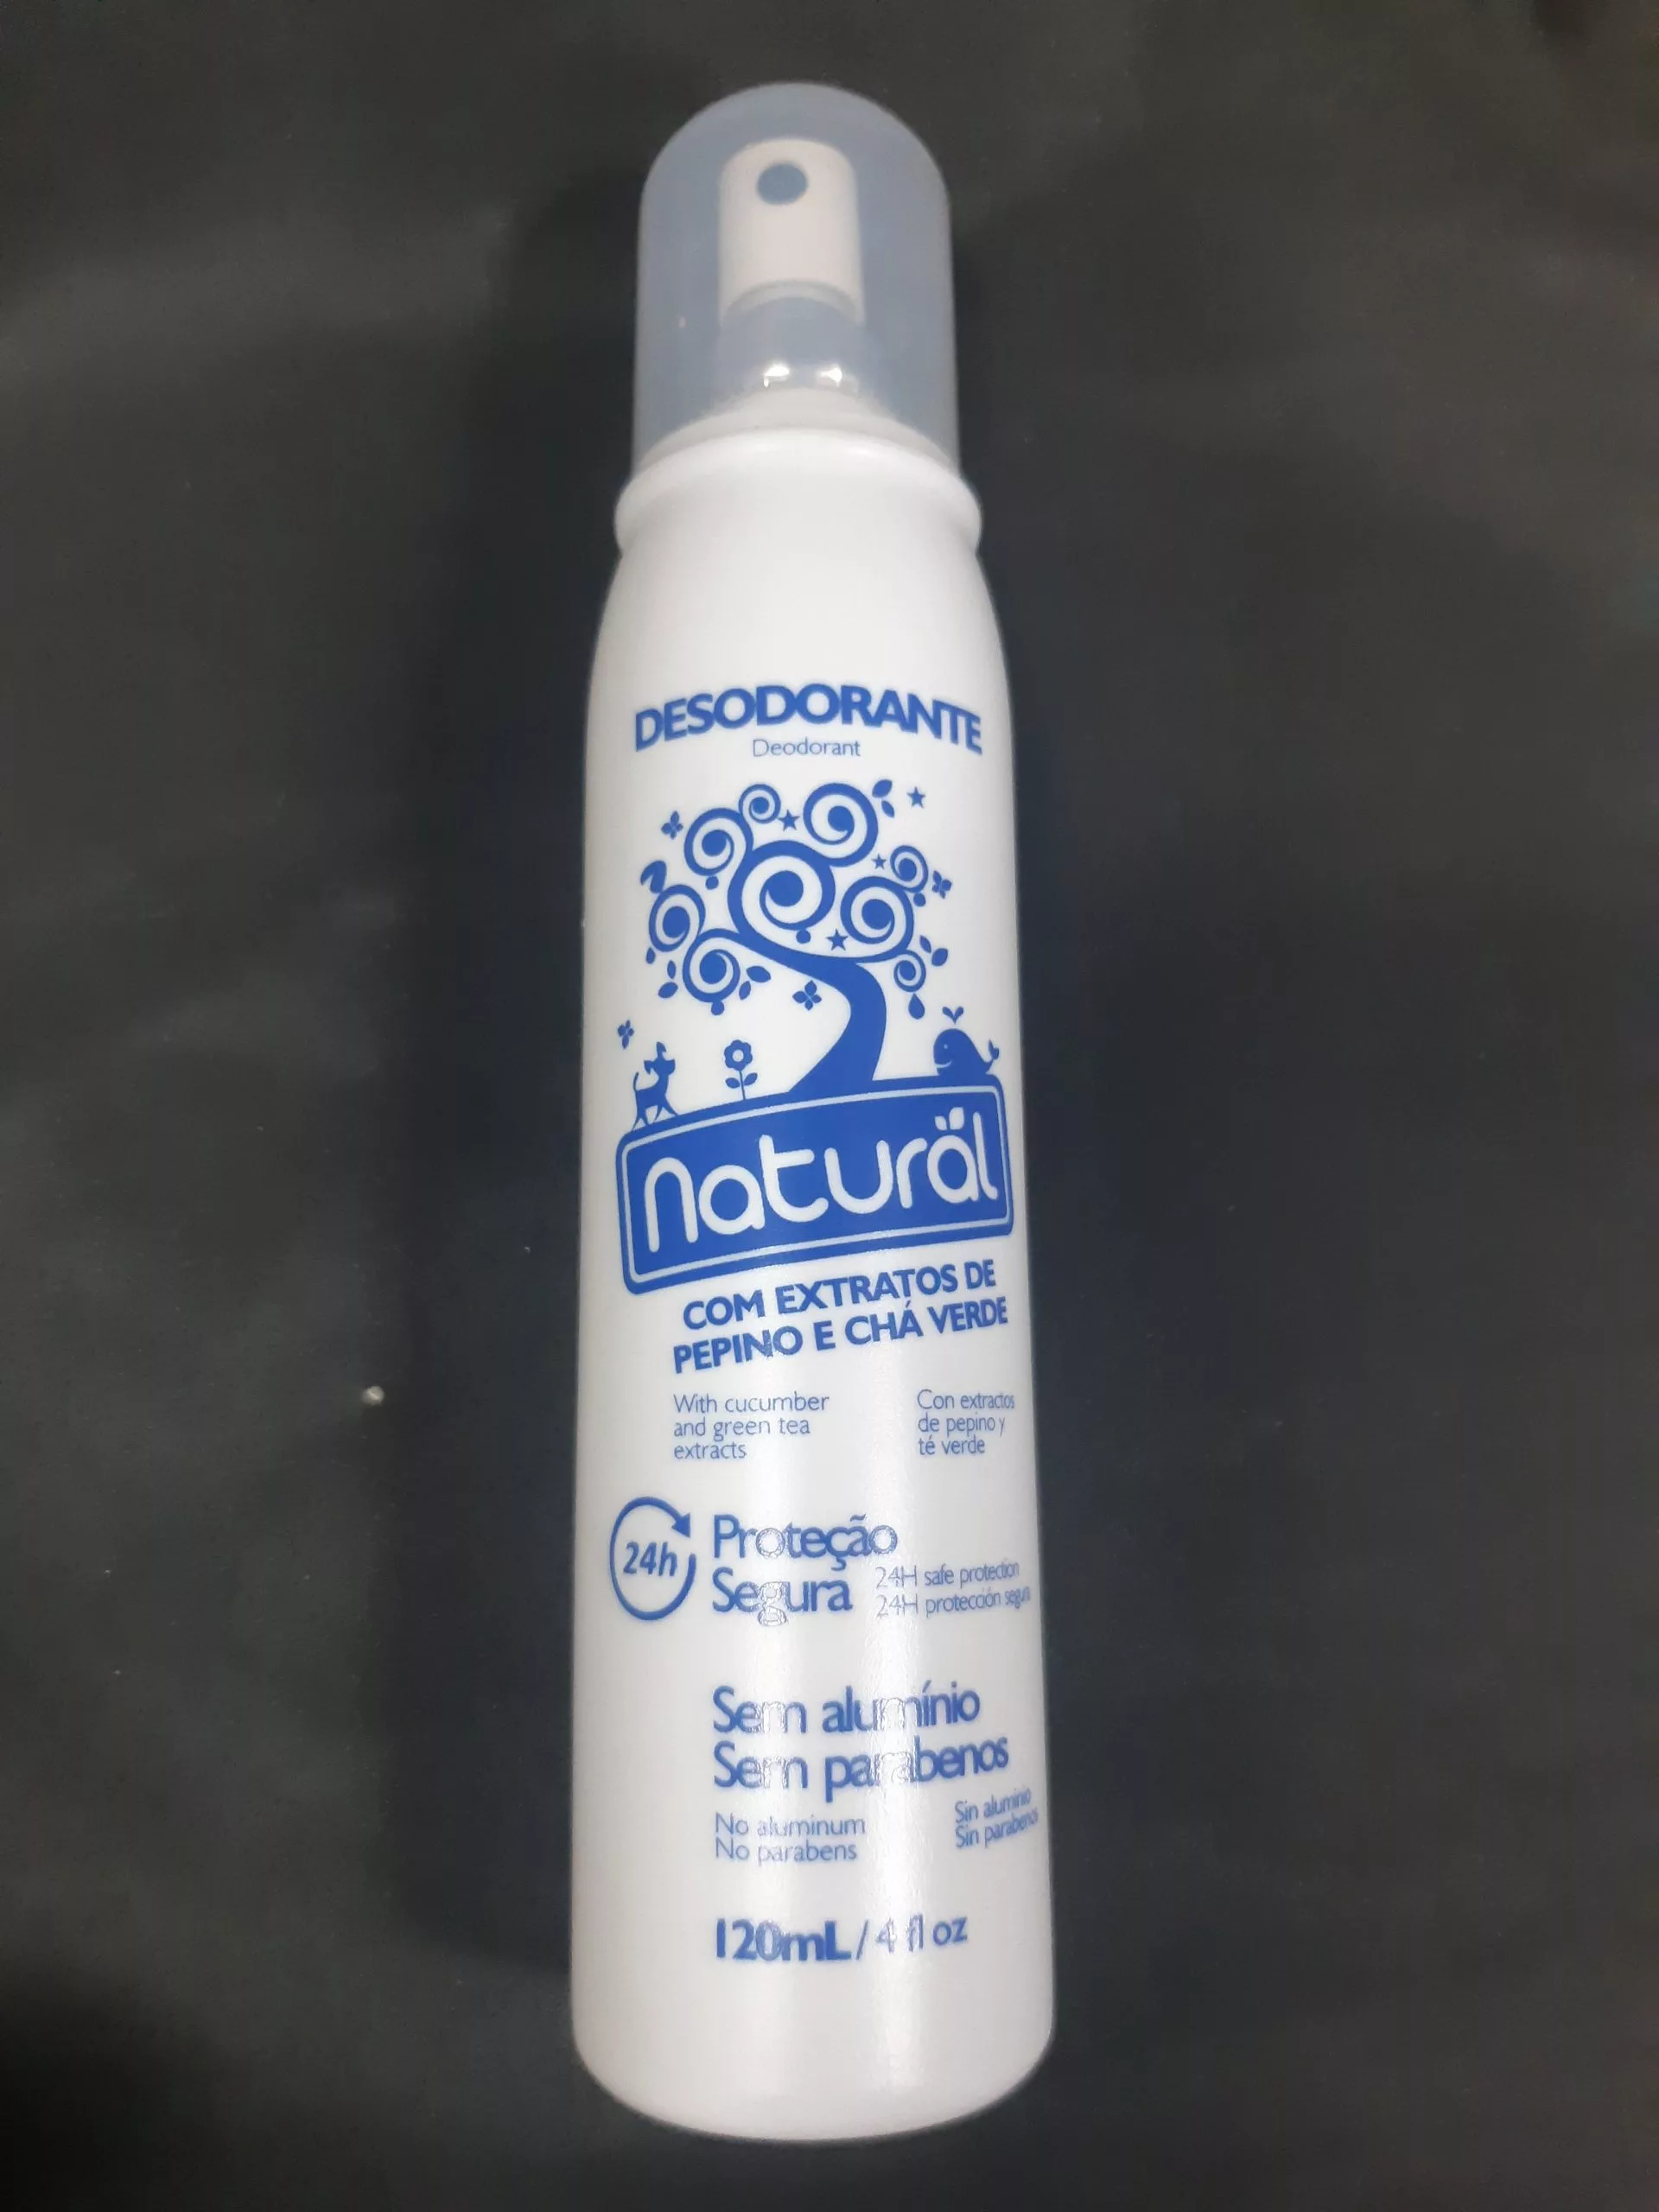 DESODORANTE
Deodorant
naturäl
COM EXTRATOS DE
PEPINO E CHÁ VERDE
With cucumber
and green tea
extracts
Con extractos
de pepino y
té verde
24h
Proteção
Segura
24H safe protection
24H protección segura
Sem alumínio
Sem parabenos
No aluminum
No parabens
Sin aluminio
Sin parabenos
120mL / 4 fl oz